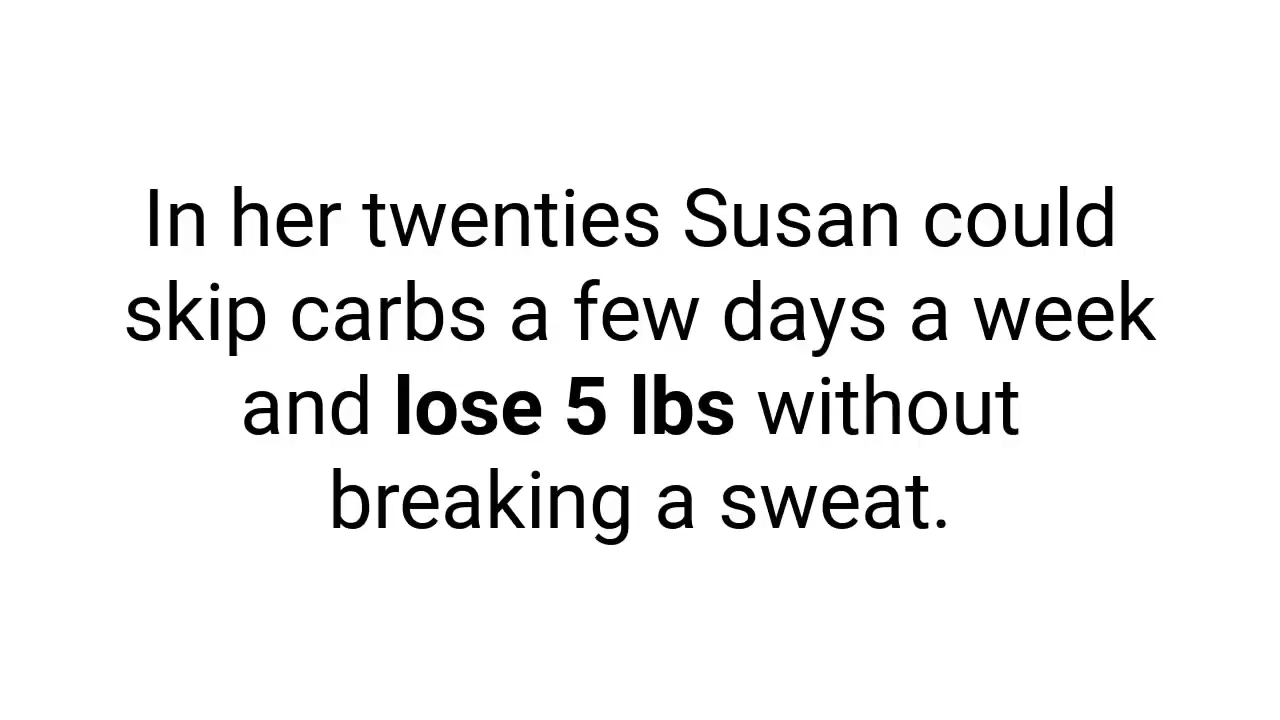 In her twenties Susan could
skip carbs a few days a week
and lose 5 lbs without
breaking a sweat.